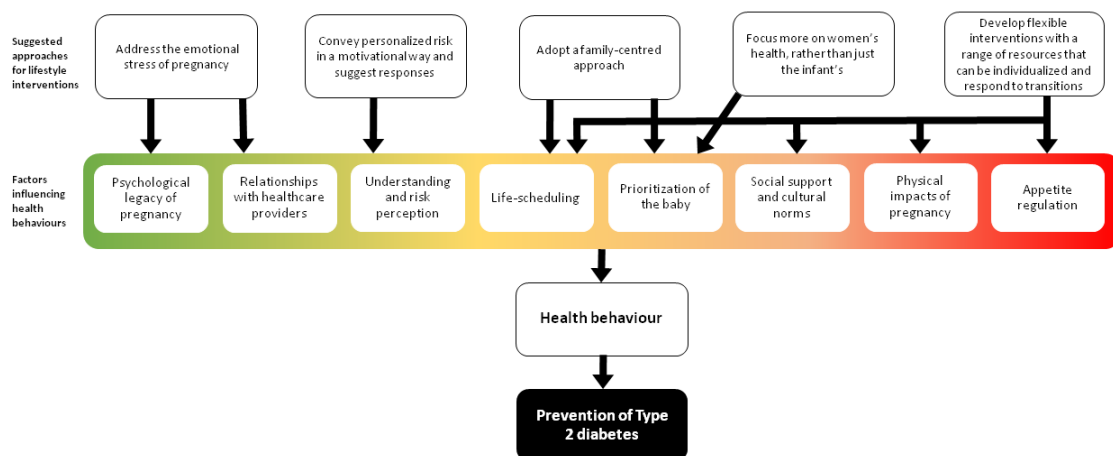 Suggested
approaches
for lifestyle
interventions
Address the emotional
stress of pregnancy
Convey personalized risk
in a motivational way and
suggest responses
Adopt a family-centred
approach
Focus more on women's
health, rather than just
the infant's
Develop flexible
interventions with a
range of resources that
can be individualized and
respond to transitions
Factors
influencing
health
behaviours
Psychological
legacy of
pregnancy
Relationships
with healthcare
providers
Understanding
and risk
perception
Life-scheduling
Prioritization of
the baby
Social support
and cultural
norms
Physical
impacts of
pregnancy
Appetite
regulation
Health behaviour
Prevention of Type
2 diabetes